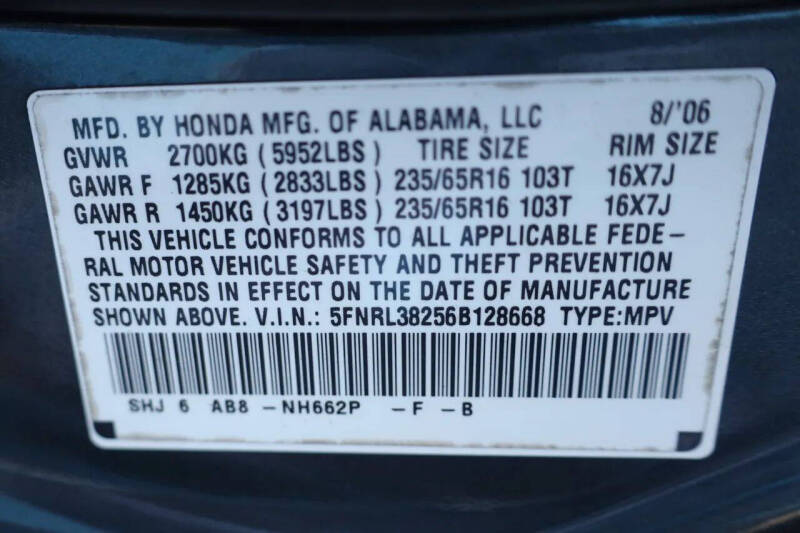 MFD. BY HONDA MFG. OF ALABAMA, LLC 8/'06
GVWR 2700KG (5952LBS) TIRE SIZE RIM SIZE
GAWR F 1285KG (2833LBS) 235/65R16 103T 16X7J
GAWR R 1450KG (3197LBS) 235/65R16 103T 16X7J
THIS VEHICLE CONFORMS TO ALL APPLICABLE FEDE-
RAL MOTOR VEHICLE SAFETY AND THEFT PREVENTION
STANDARDS IN EFFECT ON THE DATE OF MANUFACTURE
SHOWN ABOVE. V.I.N.: 5FNRL38256B128668 TYPE:MPV
SHJ 6 AB8 -NH662P -F -B